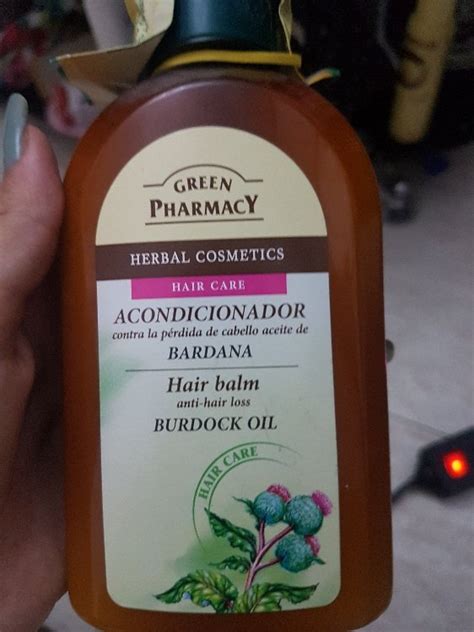 GREEN
PHARMACY
HERBAL COSMETICS
HAIR CARE
ACONDICIONADOR
contra la pérdida de cabello aceite de
BARDANA
Hair balm
anti-hair loss
BURDOCK OIL
HAIR CARE